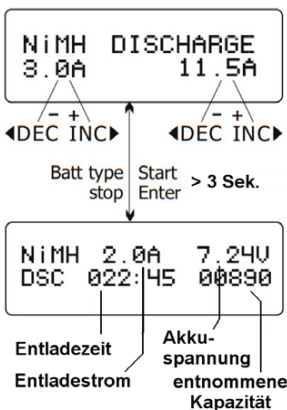 NiMH DISCHARGE
3.0A 11.5A
- + - +
◀DEC INC▶ ◀DEC INC▶
Batt type Start
stop Enter > 3 Sek.
NiMH 2.0A 7.24V
DSC 022:45 00890
Entladezeit Akku-
spannung
Entladestrom entnommene
Kapazität